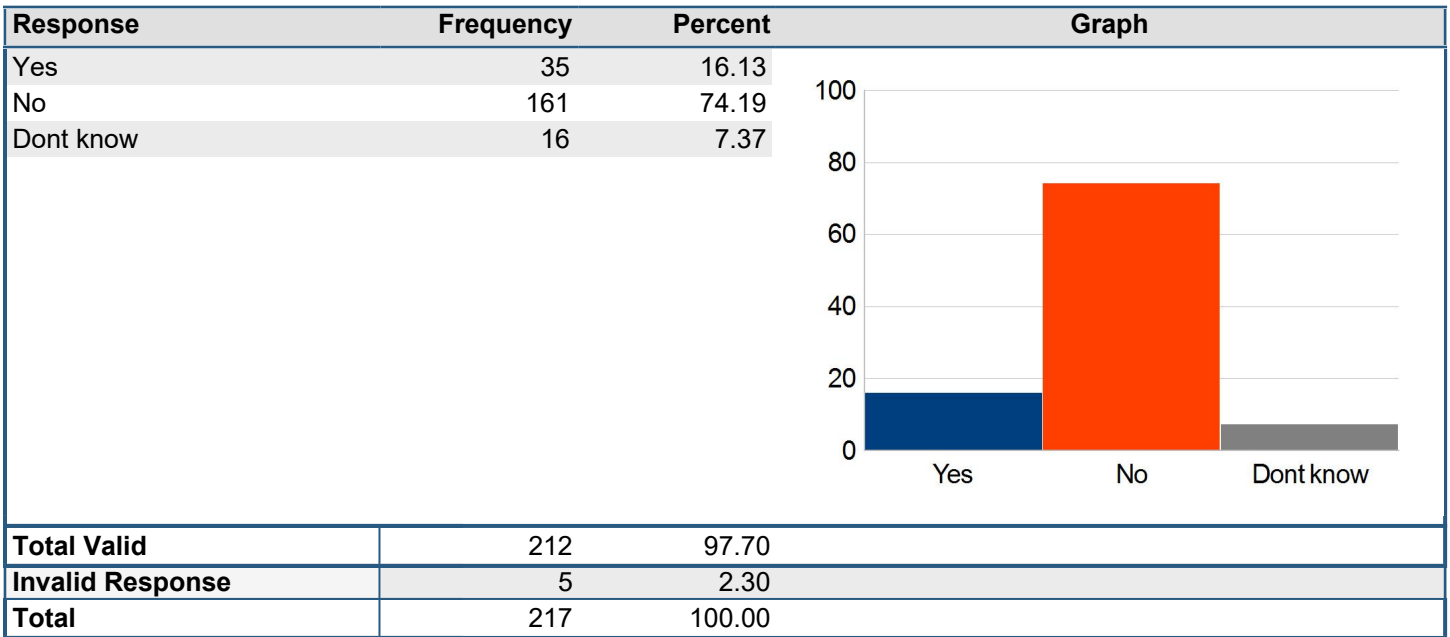 Response Frequency Percent Graph
Yes 35 16.13
No 161 74.19
Dont know 16 7.37
100
80
60
40
20
0
Yes No Dont know
Total Valid 212 97.70
Invalid Response 5 2.30
Total 217 100.00